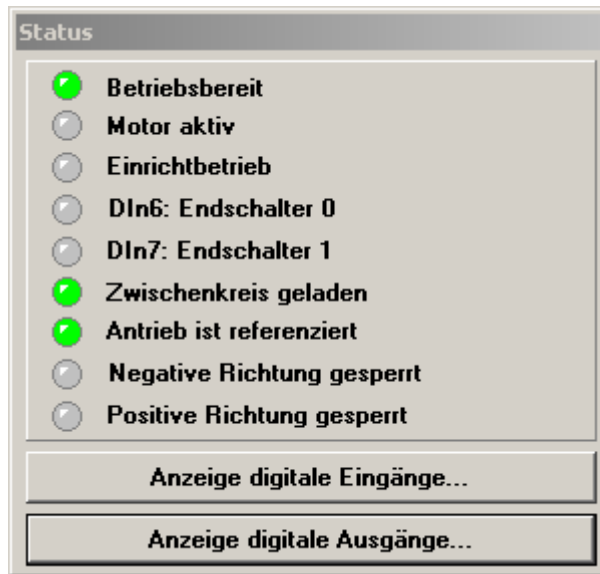 Status
Betriebsbereit
Motor aktiv
Einrichtbetrieb
DIn6: Endschalter 0
DIn7: Endschalter 1
Zwischenkreis geladen
Antrieb ist referenziert
Negative Richtung gesperrt
Positive Richtung gesperrt
Anzeige digitale Eingänge...
Anzeige digitale Ausgänge...